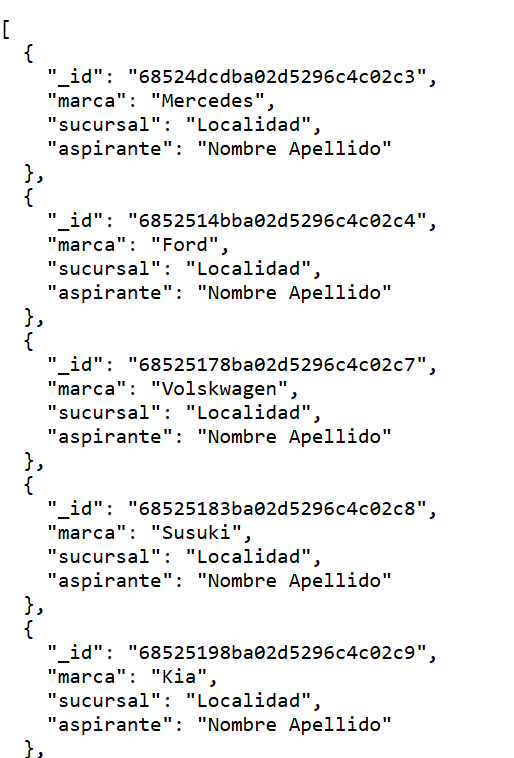 [
  {
    "_id": "68524dcdba02d5296c4c02c3",
    "marca": "Mercedes",
    "sucursal": "Localidad",
    "aspirante": "Nombre Apellido"
  },
  {
    "_id": "6852514bba02d5296c4c02c4",
    "marca": "Ford",
    "sucursal": "Localidad",
    "aspirante": "Nombre Apellido"
  },
  {
    "_id": "68525178ba02d5296c4c02c7",
    "marca": "Volskwagen",
    "sucursal": "Localidad",
    "aspirante": "Nombre Apellido"
  },
  {
    "_id": "68525183ba02d5296c4c02c8",
    "marca": "Susuki",
    "sucursal": "Localidad",
    "aspirante": "Nombre Apellido"
  },
  {
    "_id": "68525198ba02d5296c4c02c9",
    "marca": "Kia",
    "sucursal": "Localidad",
    "aspirante": "Nombre Apellido"
  },